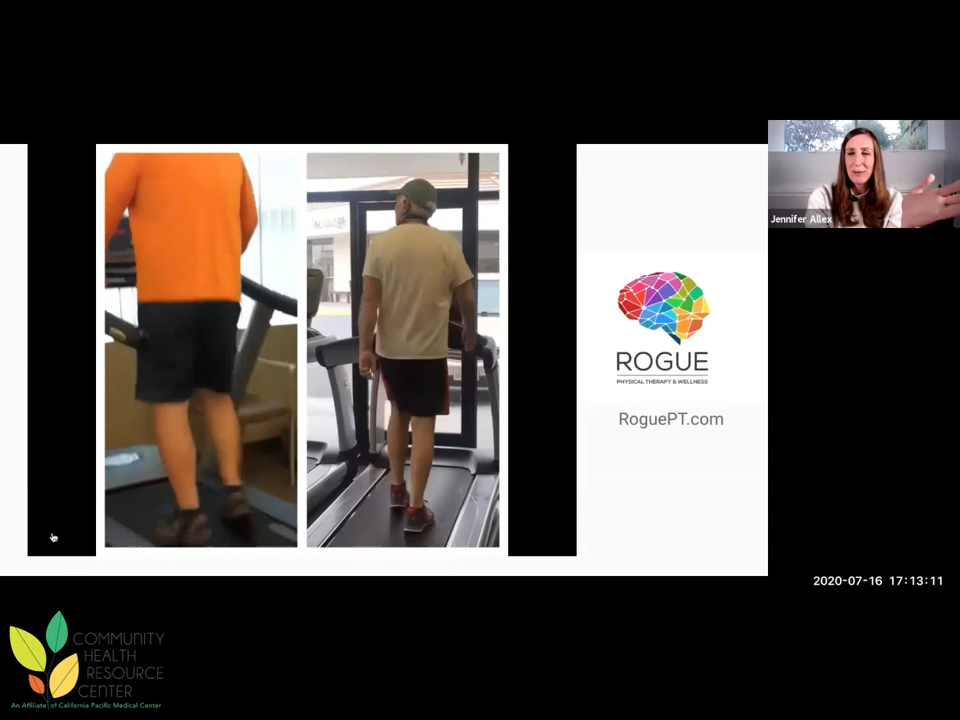 Jennifer Allex
ROGUE
PHYSICAL THERAPY & WELLNESS
RoguePT.com
2020-07-16 17:13:11
COMMUNITY
HEALTH
RESOURCE
CENTER
An Affiliate of California Pacific Medical Center